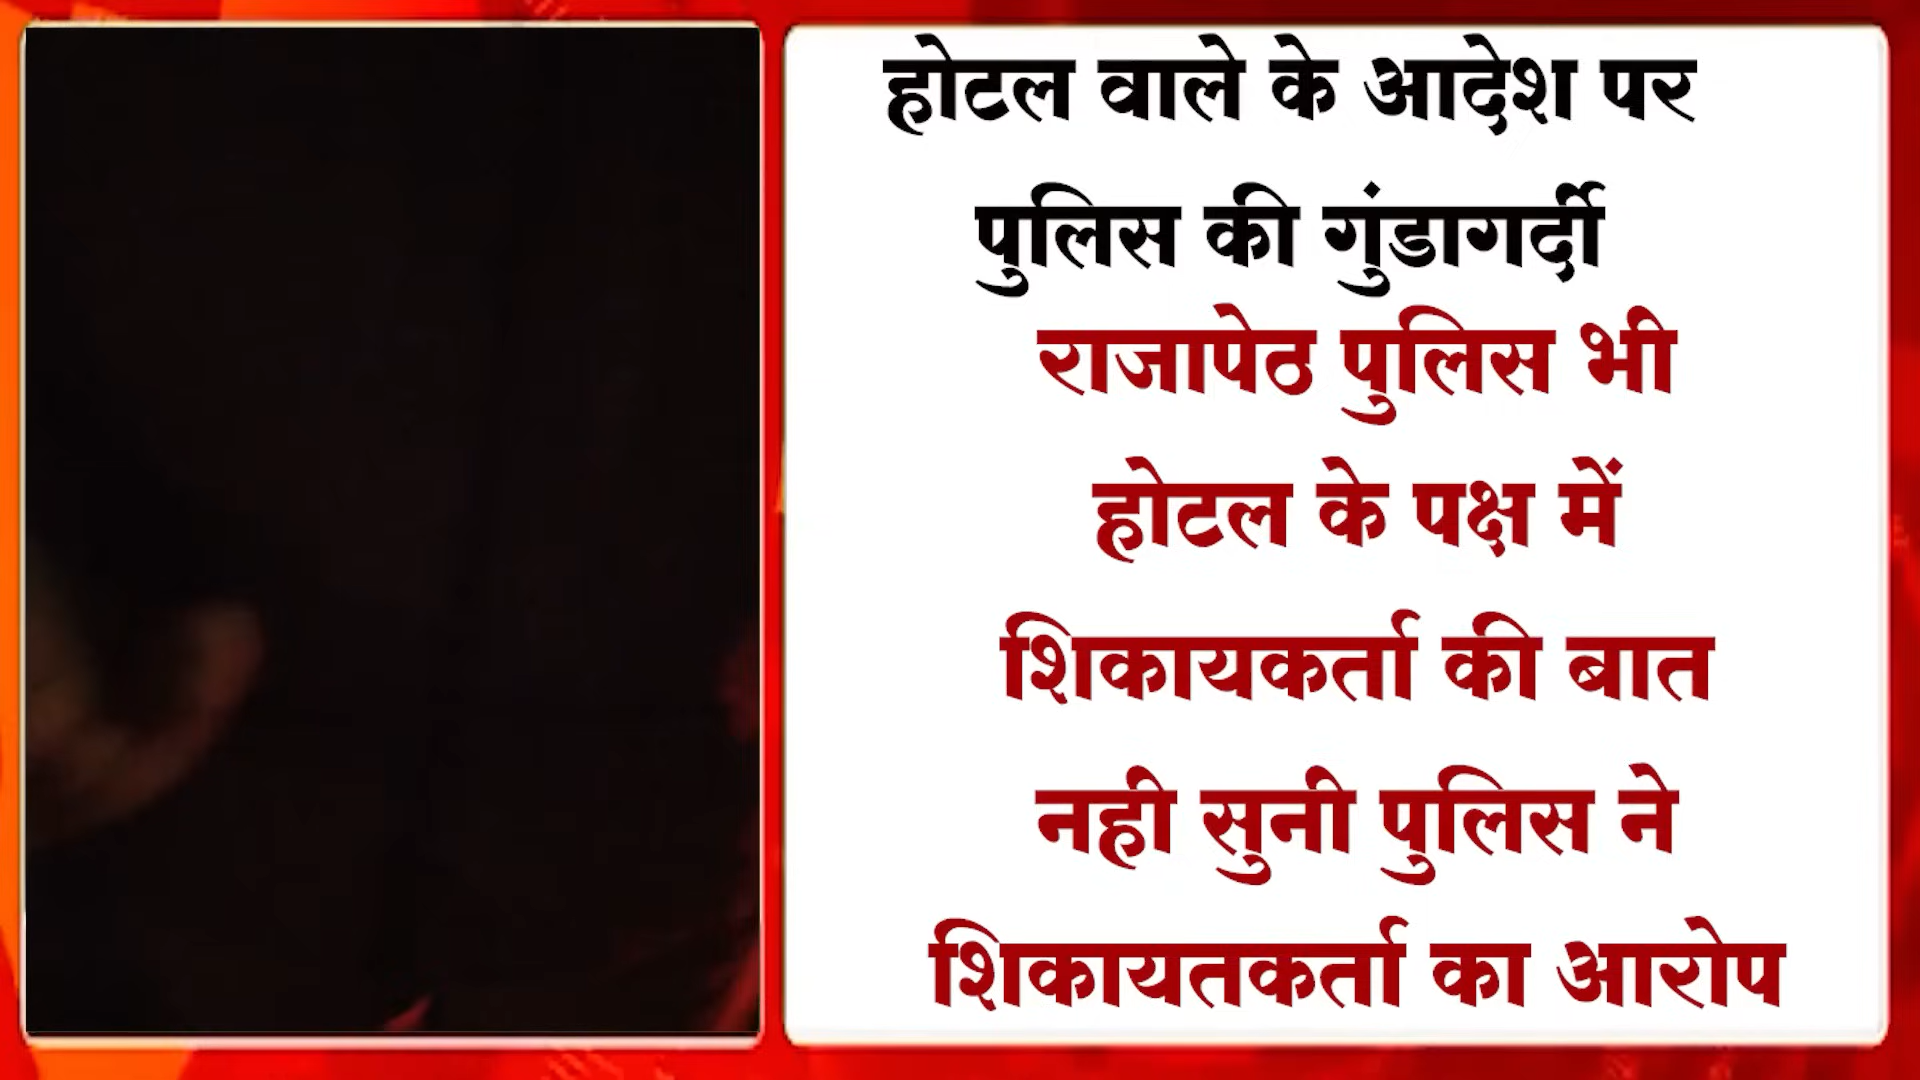 होटल वाले के आदेश पर
पुलिस की गुंडागर्दी
राजापेठ पुलिस भी
होटल के पक्ष में
शिकायकर्ता की बात
नही सुनी पुलिस ने
शिकायतकर्ता का आरोप